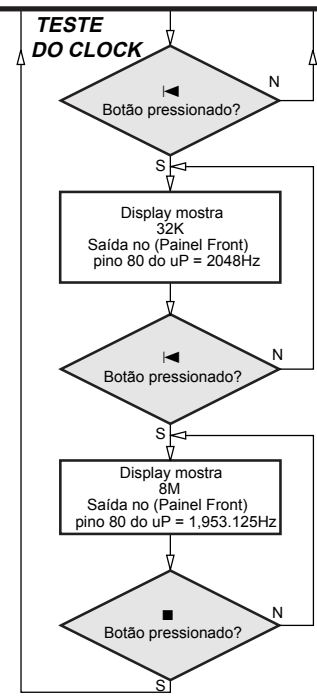 TESTE
DO CLOCK
Botão pressionado?
N
S
Display mostra
32K
Saída no (Painel Front)
pino 80 do uP = 2048Hz
Botão pressionado?
N
S
Display mostra
8M
Saída no (Painel Front)
pino 80 do uP = 1,953.125Hz
Botão pressionado?
N
S